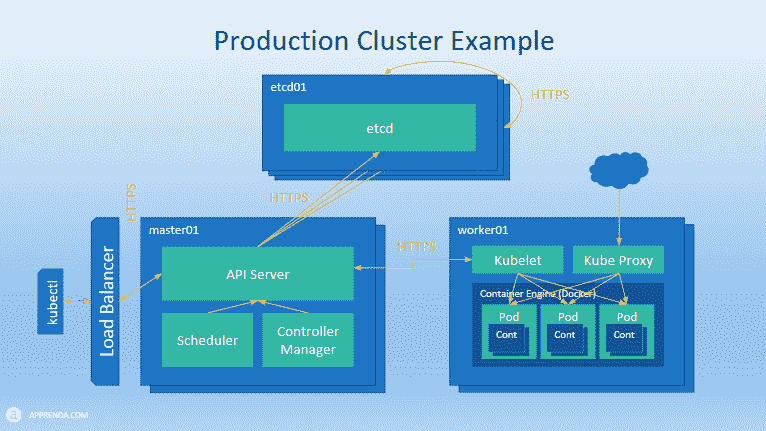 Production Cluster Example
etcd01
etcd
HTTPS
HTTPS
HTTPS
master01
API Server
Scheduler
Controller
Manager
Load Balancer
kubectl
HTTPS
worker01
Kubelet
Kube Proxy
Container Engine (Docker)
Pod
Pod
Pod
Cont
Cont
Cont
a
APPRENDA.COM